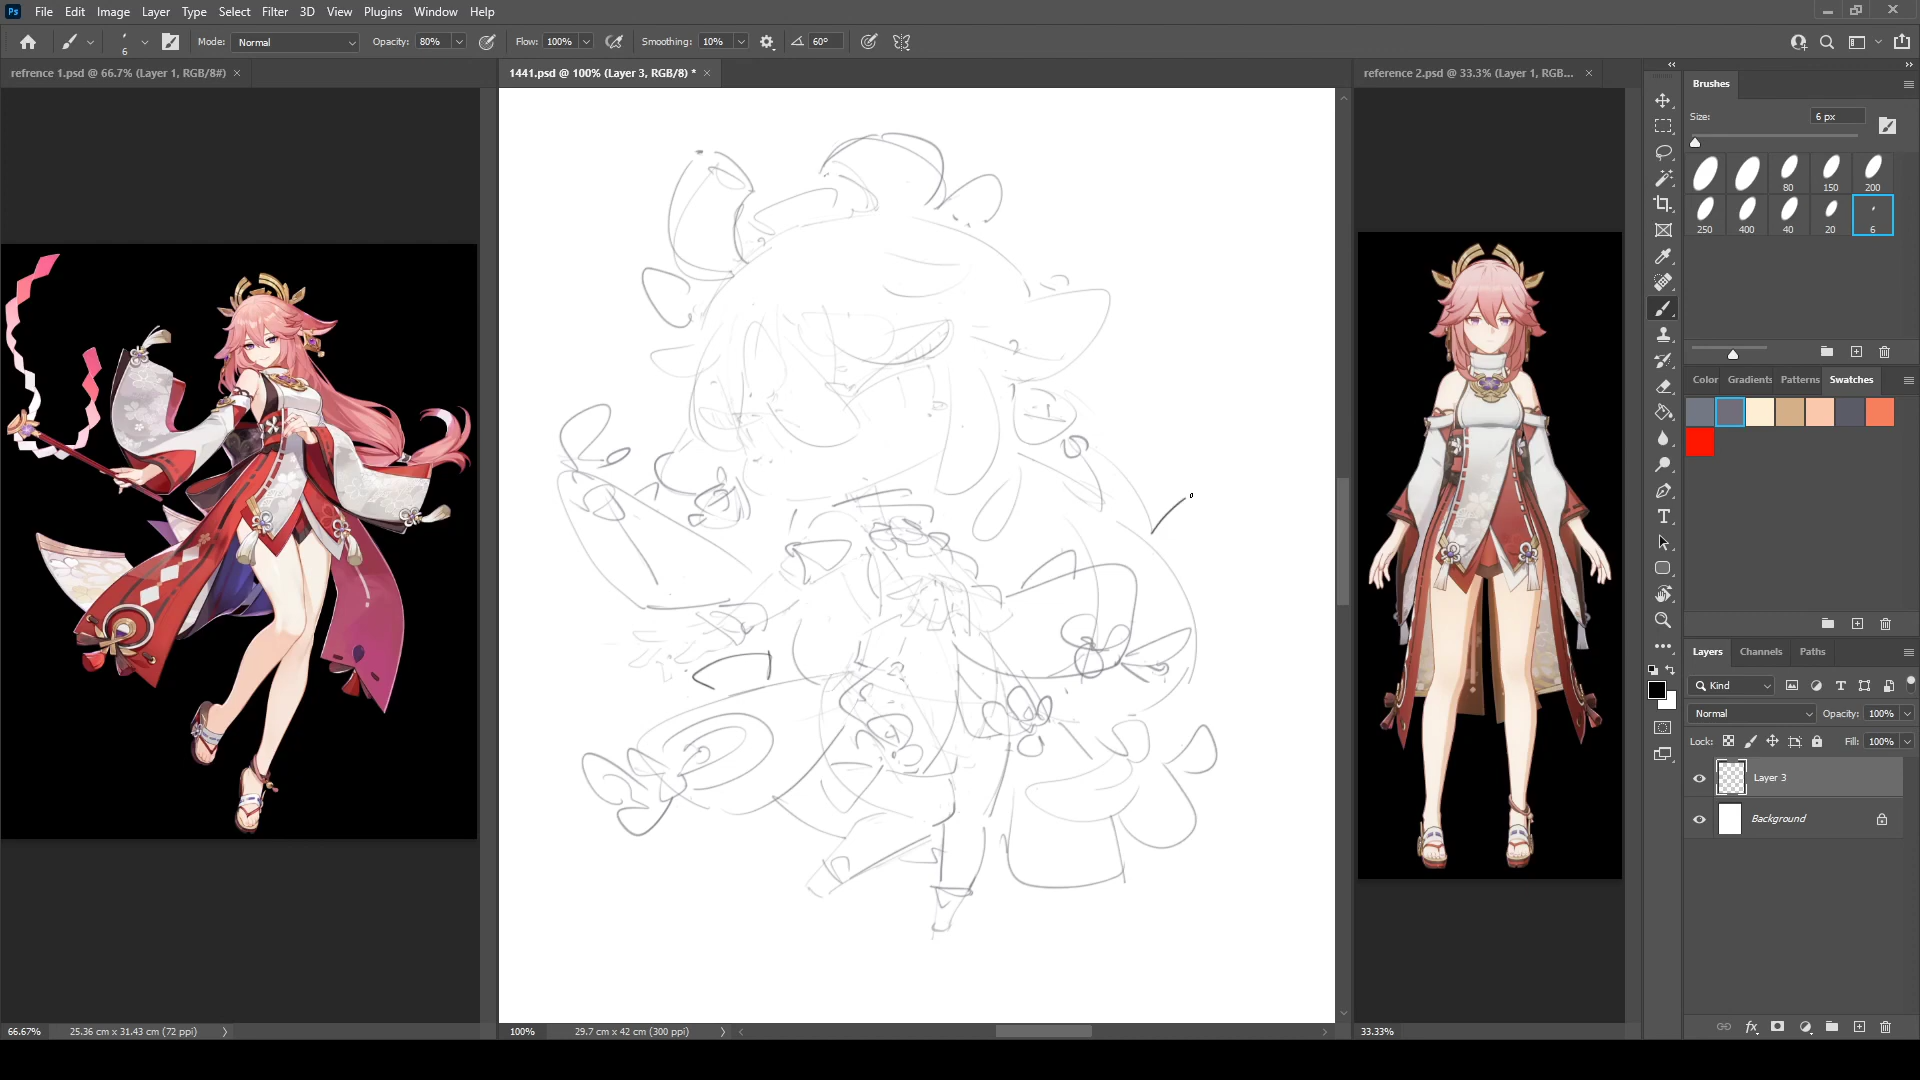 Ps File Edit Image Layer Type Select Filter 3D View Plugins Window Help
6 Mode: Normal Opacity: 80% Flow: 100% Smoothing: 10% 60°
refrence 1.psd @ 66.7% (Layer 1, RGB/8#) × 1441.psd @ 100% (Layer 3, RGB/8) * × reference 2.psd @ 33.3% (Layer 1, RGB... ×
Brushes
Size: 6 px
80 150 200
250 400 40 20 6
Color Gradients Patterns Swatches
Layers Channels Paths
Kind
Normal Opacity: 100%
Lock: Fill: 100%
Layer 3
Background
66.67% 25.36 cm x 31.43 cm (72 ppi) 100% 29.7 cm x 42 cm (300 ppi) 33.33%